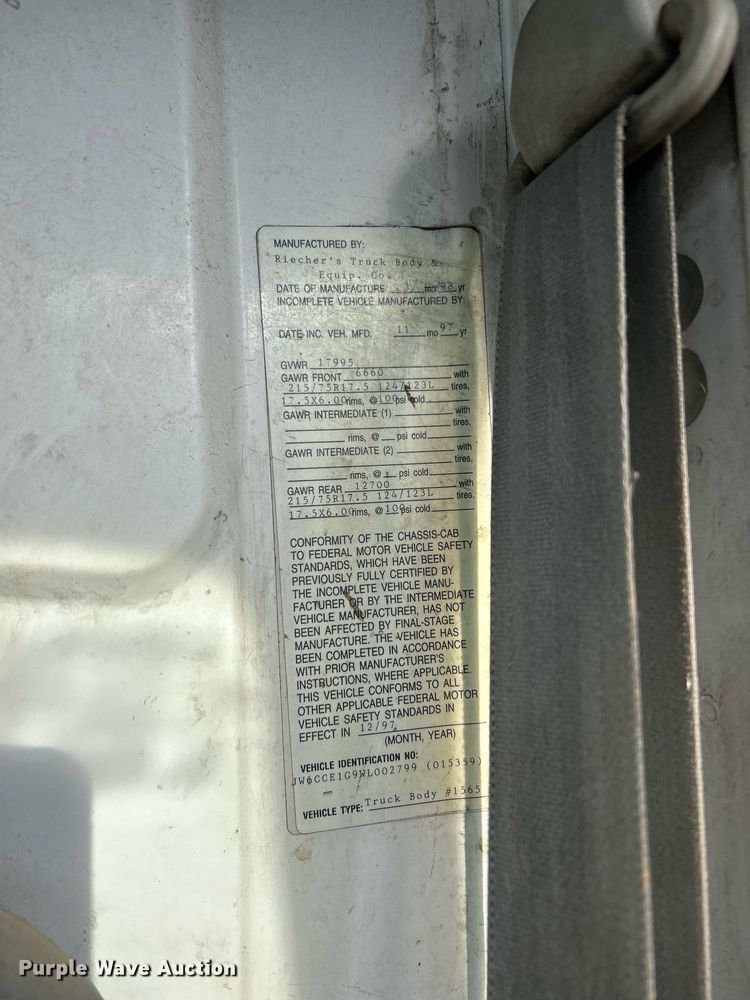 MANUFACTURED BY:
Riecher's Truck Body &
Equip. Co.
DATE OF MANUFACTURE 3 mo 98 yr
INCOMPLETE VEHICLE MANUFACTURED BY:
DATE INC. VEH. MFD. 11 mo 97 yr
GVWR 17995
GAWR FRONT 6660 with
215/75R17.5 124/123L tires,
17.5X6.00 rims, @ 100 psi cold
GAWR INTERMEDIATE (1) with
tires,
rims, @ psi cold
GAWR INTERMEDIATE (2) with
tires,
rims, @ psi cold
GAWR REAR 12700 with
215/75R17.5 124/123L tires,
17.5X6.00 rims, @ 100 psi cold
CONFORMITY OF THE CHASSIS-CAB
TO FEDERAL MOTOR VEHICLE SAFETY
STANDARDS, WHICH HAVE BEEN
PREVIOUSLY FULLY CERTIFIED BY
THE INCOMPLETE VEHICLE MANU-
FACTURER OR BY THE INTERMEDIATE
VEHICLE MANUFACTURER, HAS NOT
BEEN AFFECTED BY FINAL-STAGE
MANUFACTURE. THE VEHICLE HAS
BEEN COMPLETED IN ACCORDANCE
WITH PRIOR MANUFACTURER'S
INSTRUCTIONS, WHERE APPLICABLE.
THIS VEHICLE CONFORMS TO ALL
OTHER APPLICABLE FEDERAL MOTOR
VEHICLE SAFETY STANDARDS IN
EFFECT IN 12/97
(MONTH, YEAR)
VEHICLE IDENTIFICATION NO:
JW6CCE1G9WL002799 (015359)
VEHICLE TYPE: Truck Body #1565
Purple Wave Auction